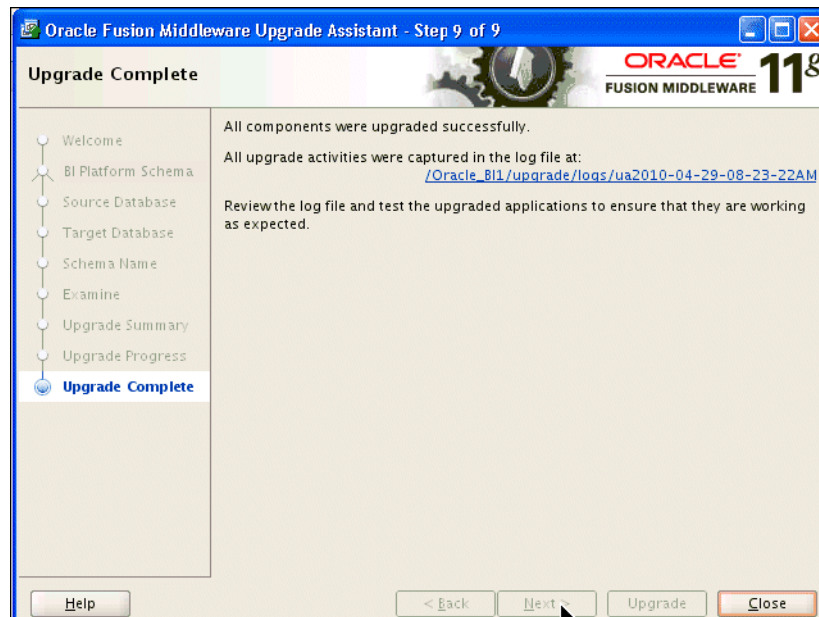 Oracle Fusion Middleware Upgrade Assistant - Step 9 of 9
Upgrade Complete
ORACLE
FUSION MIDDLEWARE
11g
Welcome
BI Platform Schema
Source Database
Target Database
Schema Name
Examine
Upgrade Summary
Upgrade Progress
Upgrade Complete
All components were upgraded successfully.
All upgrade activities were captured in the log file at:
/Oracle_BI1/upgrade/logs/ua2010-04-29-08-23-22AM
Review the log file and test the upgraded applications to ensure that they are working
as expected.
Help
< Back
Next >
Upgrade
Close